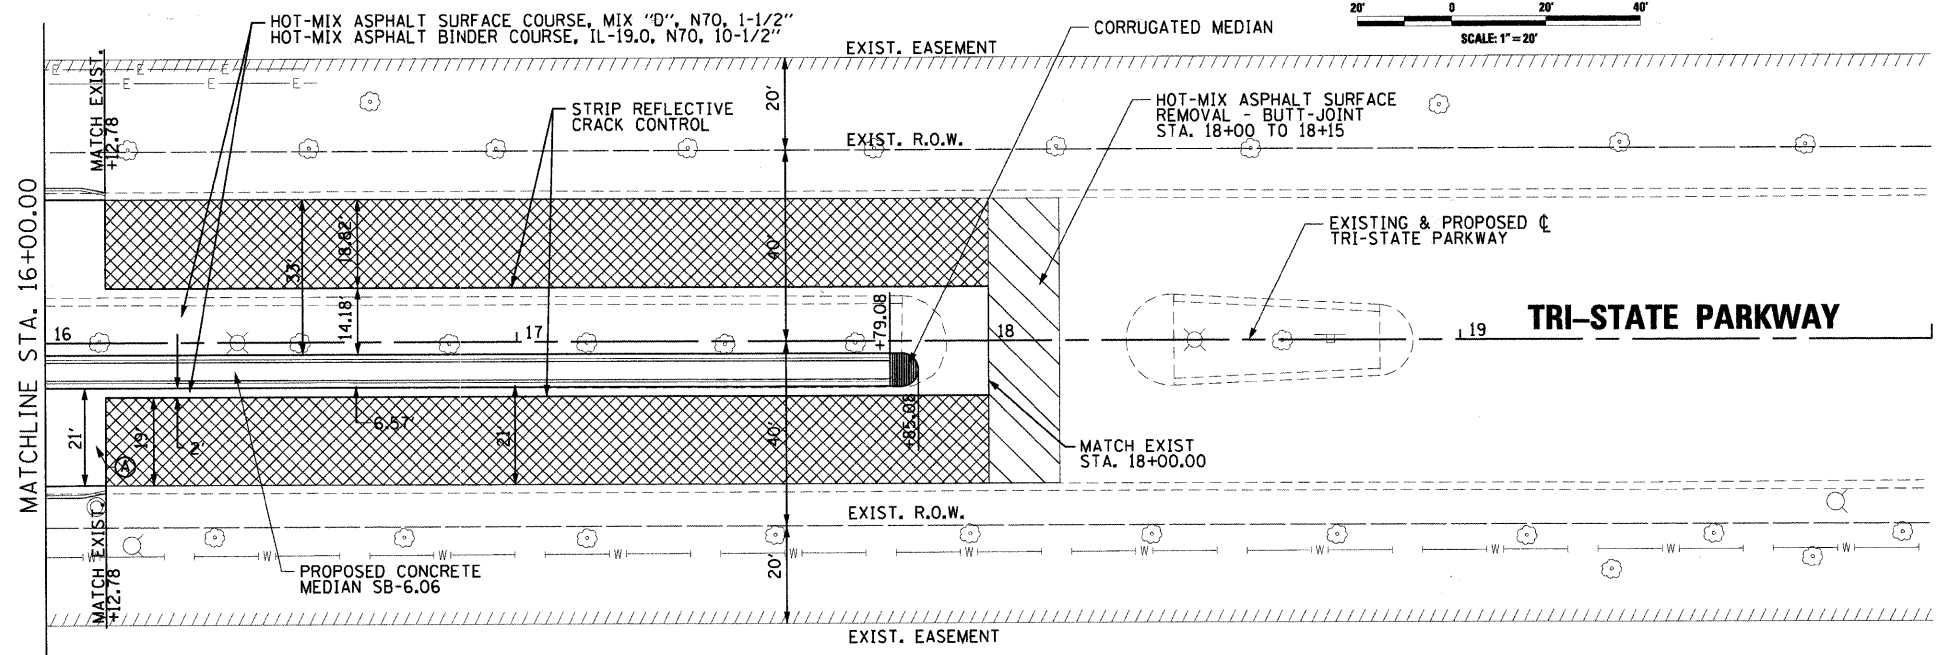 HOT-MIX ASPHALT SURFACE COURSE, MIX "D", N70, 1-1/2"
HOT-MIX ASPHALT BINDER COURSE, IL-19.0, N70, 10-1/2"
EXIST. EASEMENT
CORRUGATED MEDIAN
20' 0 20' 40'
SCALE: 1"=20'
MATCH EXIST.
+12.78
E E E
E E E
STRIP REFLECTIVE
CRACK CONTROL
20'
EXIST. R.O.W.
HOT-MIX ASPHALT SURFACE
REMOVAL - BUTT-JOINT
STA. 18+00 TO 18+15
MATCHLINE STA. 16+00.00
33'
18.82'
14.18'
40'
+79.08
EXISTING & PROPOSED ℄
TRI-STATE PARKWAY
16
17
18
19
TRI-STATE PARKWAY
21'
19'
A
2'
6.57'
21'
40'
+85.08
MATCH EXIST
STA. 18+00.00
EXIST. R.O.W.
W W W W W W W W W W W
MATCH EXIST.
+12.78
PROPOSED CONCRETE
MEDIAN SB-6.06
20'
EXIST. EASEMENT